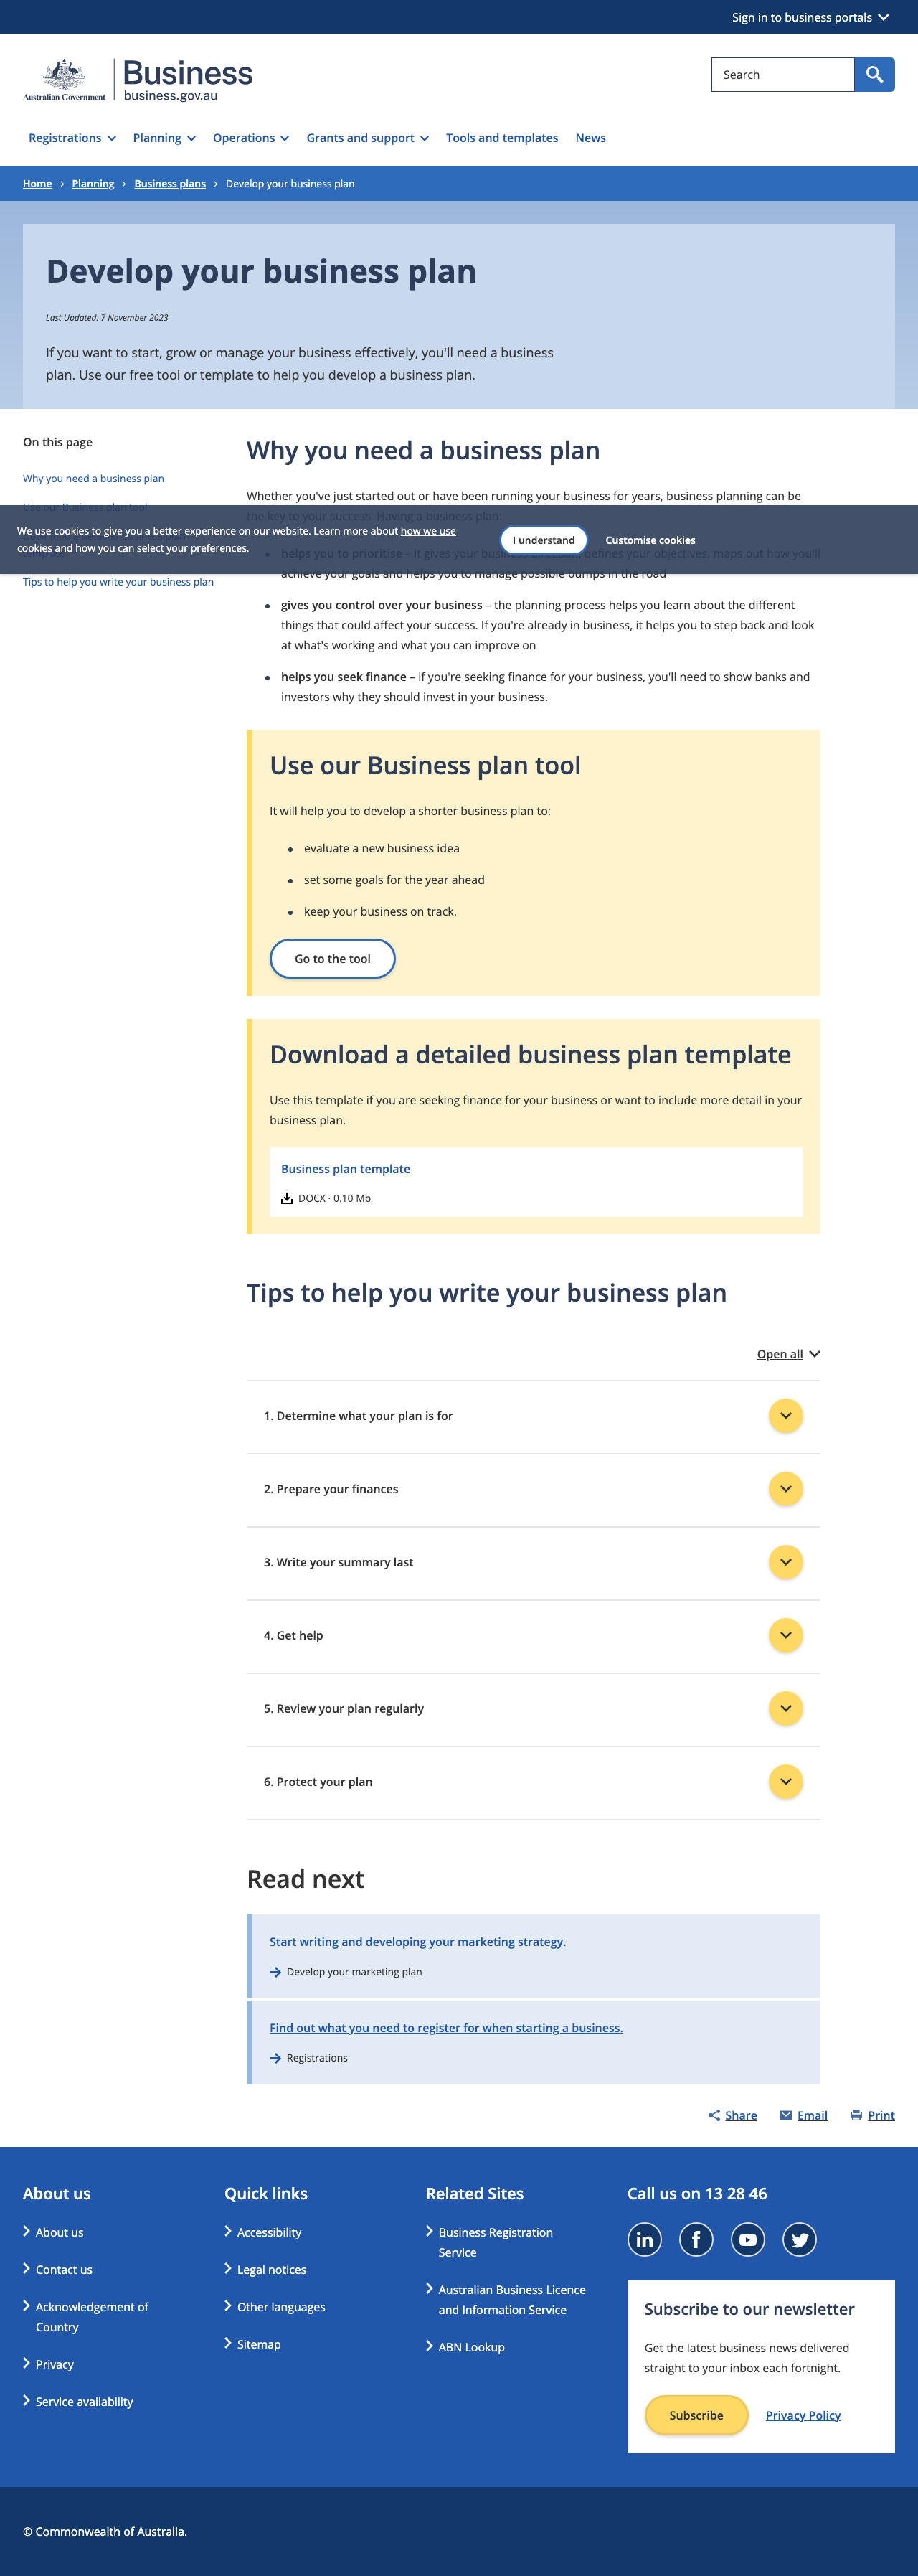 Sign in to business portals
Australian Government
Business
business.gov.au
Search
Registrations
Planning
Operations
Grants and support
Tools and templates
News
Home
Planning
Business plans
Develop your business plan
Develop your business plan
Last Updated: 7 November 2023
If you want to start, grow or manage your business effectively, you'll need a business
plan. Use our free tool or template to help you develop a business plan.
On this page
Why you need a business plan
Use our Business plan tool
Tips to help you write your business plan
Why you need a business plan
Whether you've just started out or have been running your business for years, business planning can be
the key to your success. Having a business plan:
We use cookies to give you a better experience on our website. Learn more about how we use
cookies and how you can select your preferences.
I understand
Customise cookies
helps you to prioritise – it gives your business direction, defines your objectives, maps out how you'll
achieve your goals and helps you to manage possible bumps in the road
gives you control over your business – the planning process helps you learn about the different
things that could affect your success. If you're already in business, it helps you to step back and look
at what's working and what you can improve on
helps you seek finance – if you're seeking finance for your business, you'll need to show banks and
investors why they should invest in your business.
Use our Business plan tool
It will help you to develop a shorter business plan to:
evaluate a new business idea
set some goals for the year ahead
keep your business on track.
Go to the tool
Download a detailed business plan template
Use this template if you are seeking finance for your business or want to include more detail in your
business plan.
Business plan template
DOCX · 0.10 Mb
Tips to help you write your business plan
Open all
1. Determine what your plan is for
2. Prepare your finances
3. Write your summary last
4. Get help
5. Review your plan regularly
6. Protect your plan
Read next
Start writing and developing your marketing strategy.
Develop your marketing plan
Find out what you need to register for when starting a business.
Registrations
Share
Email
Print
About us
About us
Contact us
Acknowledgement of
Country
Privacy
Service availability
Quick links
Accessibility
Legal notices
Other languages
Sitemap
Related Sites
Business Registration
Service
Australian Business Licence
and Information Service
ABN Lookup
Call us on 13 28 46
Subscribe to our newsletter
Get the latest business news delivered
straight to your inbox each fortnight.
Subscribe
Privacy Policy
© Commonwealth of Australia.